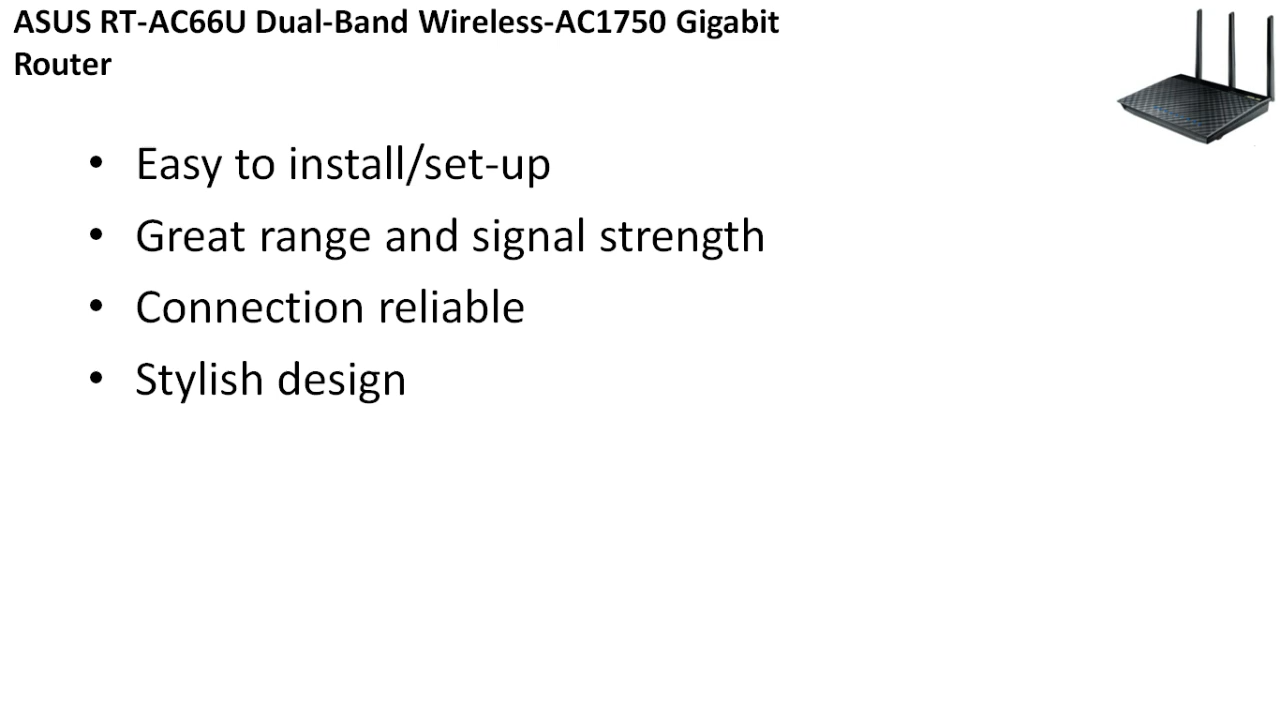 ASUS RT-AC66U Dual-Band Wireless-AC1750 Gigabit
Router
• Easy to install/set-up
• Great range and signal strength
• Connection reliable
• Stylish design